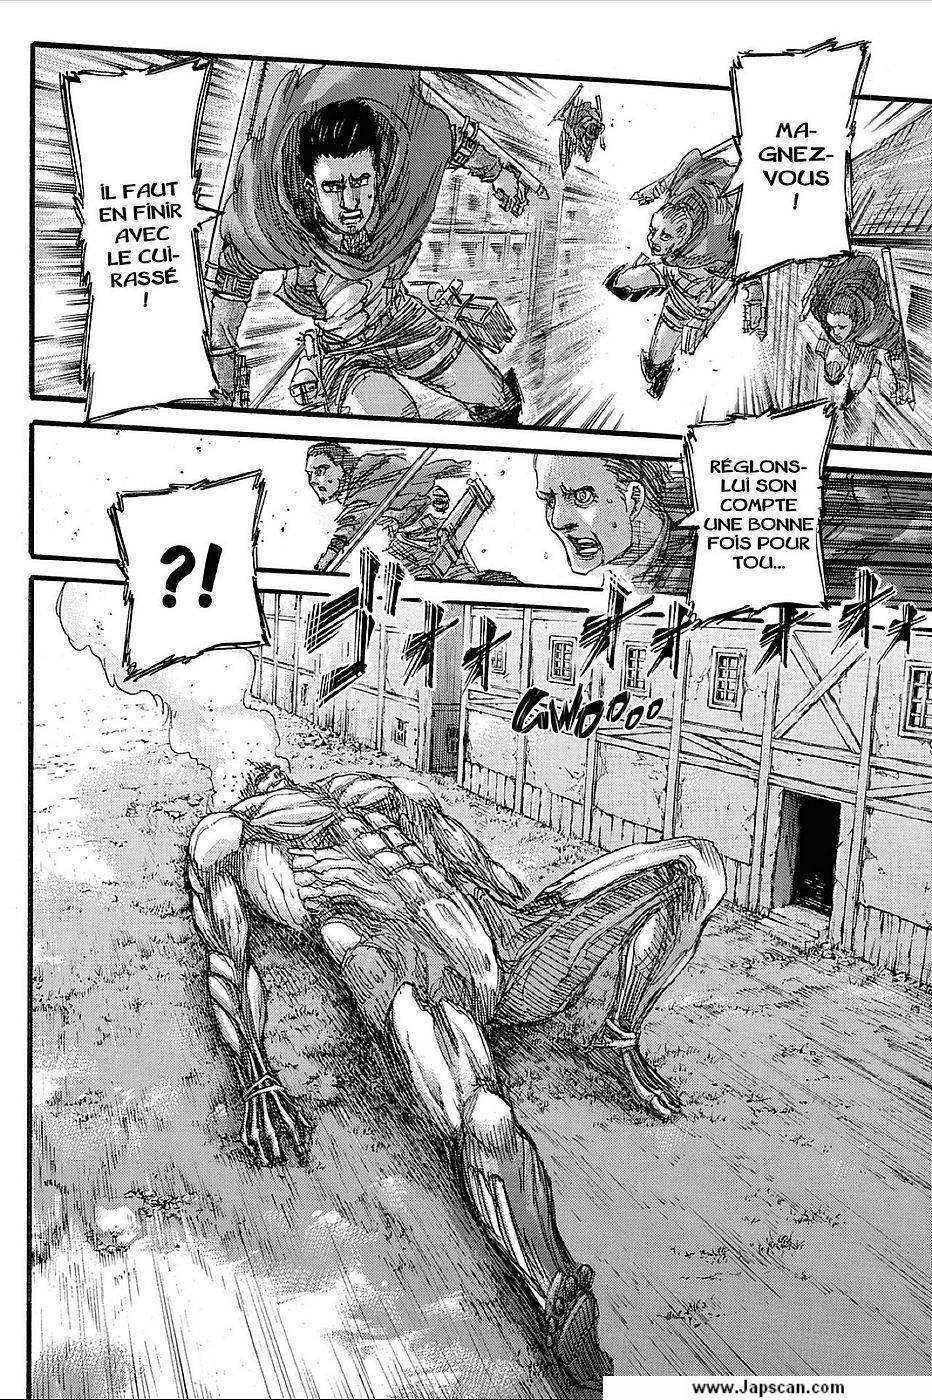 MA-
GNEZ-
VOUS
!
IL FAUT
EN FINIR
AVEC
LE CUI-
RASSÉ
!
RÉGLONS-
LUI SON
COMPTE
UNE BONNE
FOIS POUR
TOU...
?!
GWOOOO
www.Japscan.com